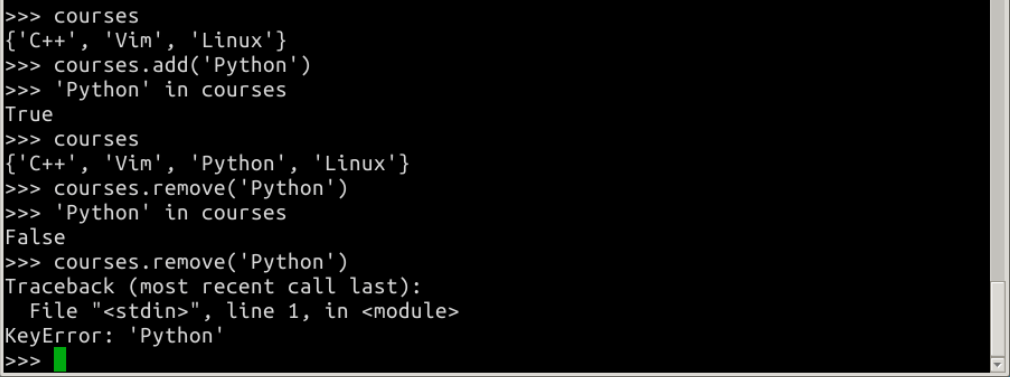 >>> courses
{'C++', 'Vim', 'Linux'}
>>> courses.add('Python')
>>> 'Python' in courses
True
>>> courses
{'C++', 'Vim', 'Python', 'Linux'}
>>> courses.remove('Python')
>>> 'Python' in courses
False
>>> courses.remove('Python')
Traceback (most recent call last):
  File "<stdin>", line 1, in <module>
KeyError: 'Python'
>>>